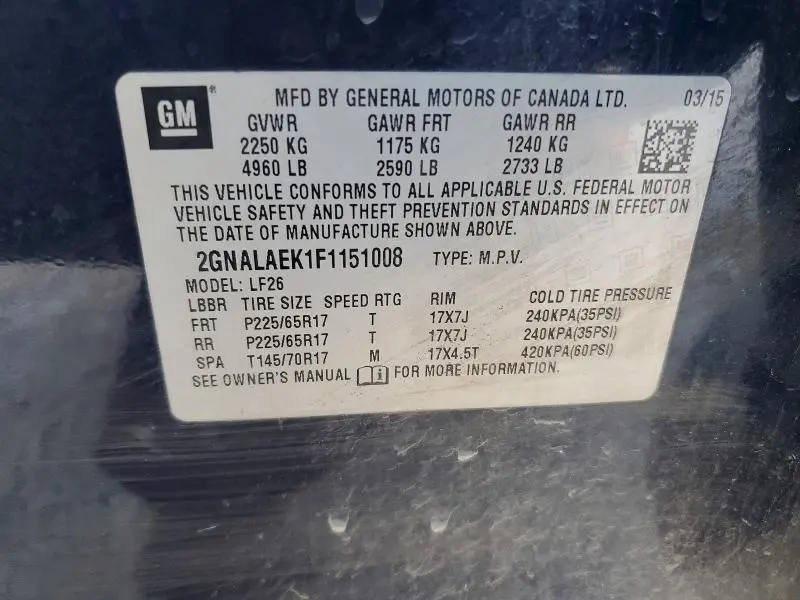 GM ® MFD BY GENERAL MOTORS OF CANADA LTD. 03/15
GVWR GAWR FRT GAWR RR
2250 KG 1175 KG 1240 KG
4960 LB 2590 LB 2733 LB
THIS VEHICLE CONFORMS TO ALL APPLICABLE U.S. FEDERAL MOTOR
VEHICLE SAFETY AND THEFT PREVENTION STANDARDS IN EFFECT ON
THE DATE OF MANUFACTURE SHOWN ABOVE.
2GNALAEK1F1151008 TYPE: M.P.V.
MODEL: LF26
LBBR TIRE SIZE SPEED RTG RIM COLD TIRE PRESSURE
FRT P225/65R17 T 17X7J 240KPA(35PSI)
RR P225/65R17 T 17X7J 240KPA(35PSI)
SPA T145/70R17 M 17X4.5T 420KPA(60PSI)
SEE OWNER'S MANUAL i FOR MORE INFORMATION.